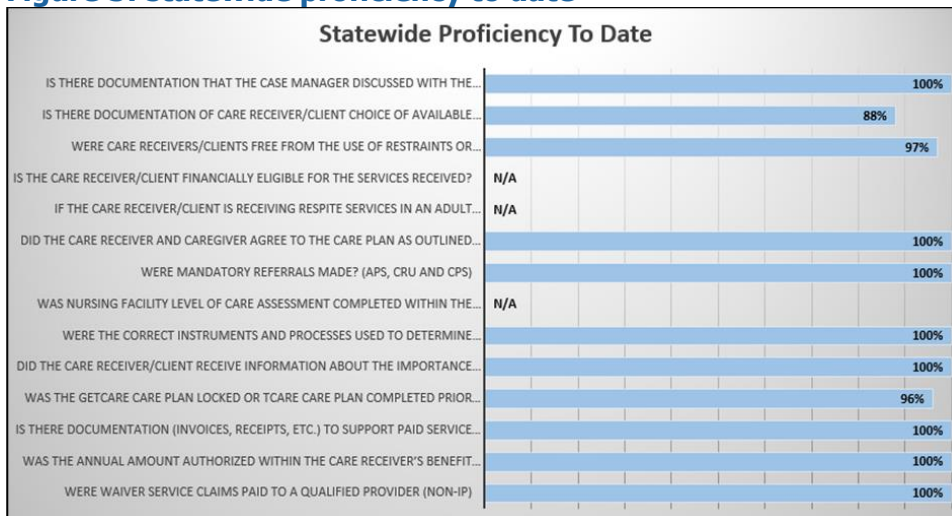 Figure 3. Statewide proficiency to date
Statewide Proficiency To Date
IS THERE DOCUMENTATION THAT THE CASE MANAGER DISCUSSED WITH THE... 100%
IS THERE DOCUMENTATION OF CARE RECEIVER/CLIENT CHOICE OF AVAILABLE... 88%
WERE CARE RECEIVERS/CLIENTS FREE FROM THE USE OF RESTRAINTS OR... 97%
IS THE CARE RECEIVER/CLIENT FINANCIALLY ELIGIBLE FOR THE SERVICES RECEIVED? N/A
IF THE CARE RECEIVER/CLIENT IS RECEIVING RESPITE SERVICES IN AN ADULT... N/A
DID THE CARE RECEIVER AND CAREGIVER AGREE TO THE CARE PLAN AS OUTLINED... 100%
WERE MANDATORY REFERRALS MADE? (APS, CRU AND CPS) 100%
WAS NURSING FACILITY LEVEL OF CARE ASSESSMENT COMPLETED WITHIN THE... N/A
WERE THE CORRECT INSTRUMENTS AND PROCESSES USED TO DETERMINE... 100%
DID THE CARE RECEIVER/CLIENT RECEIVE INFORMATION ABOUT THE IMPORTANCE... 100%
WAS THE GETCARE CARE PLAN LOCKED OR TCARE CARE PLAN COMPLETED PRIOR... 96%
IS THERE DOCUMENTATION (INVOICES, RECEIPTS, ETC.) TO SUPPORT PAID SERVICE... 100%
WAS THE ANNUAL AMOUNT AUTHORIZED WITHIN THE CARE RECEIVER'S BENEFIT... 100%
WERE WAIVER SERVICE CLAIMS PAID TO A QUALIFIED PROVIDER (NON-IP) 100%